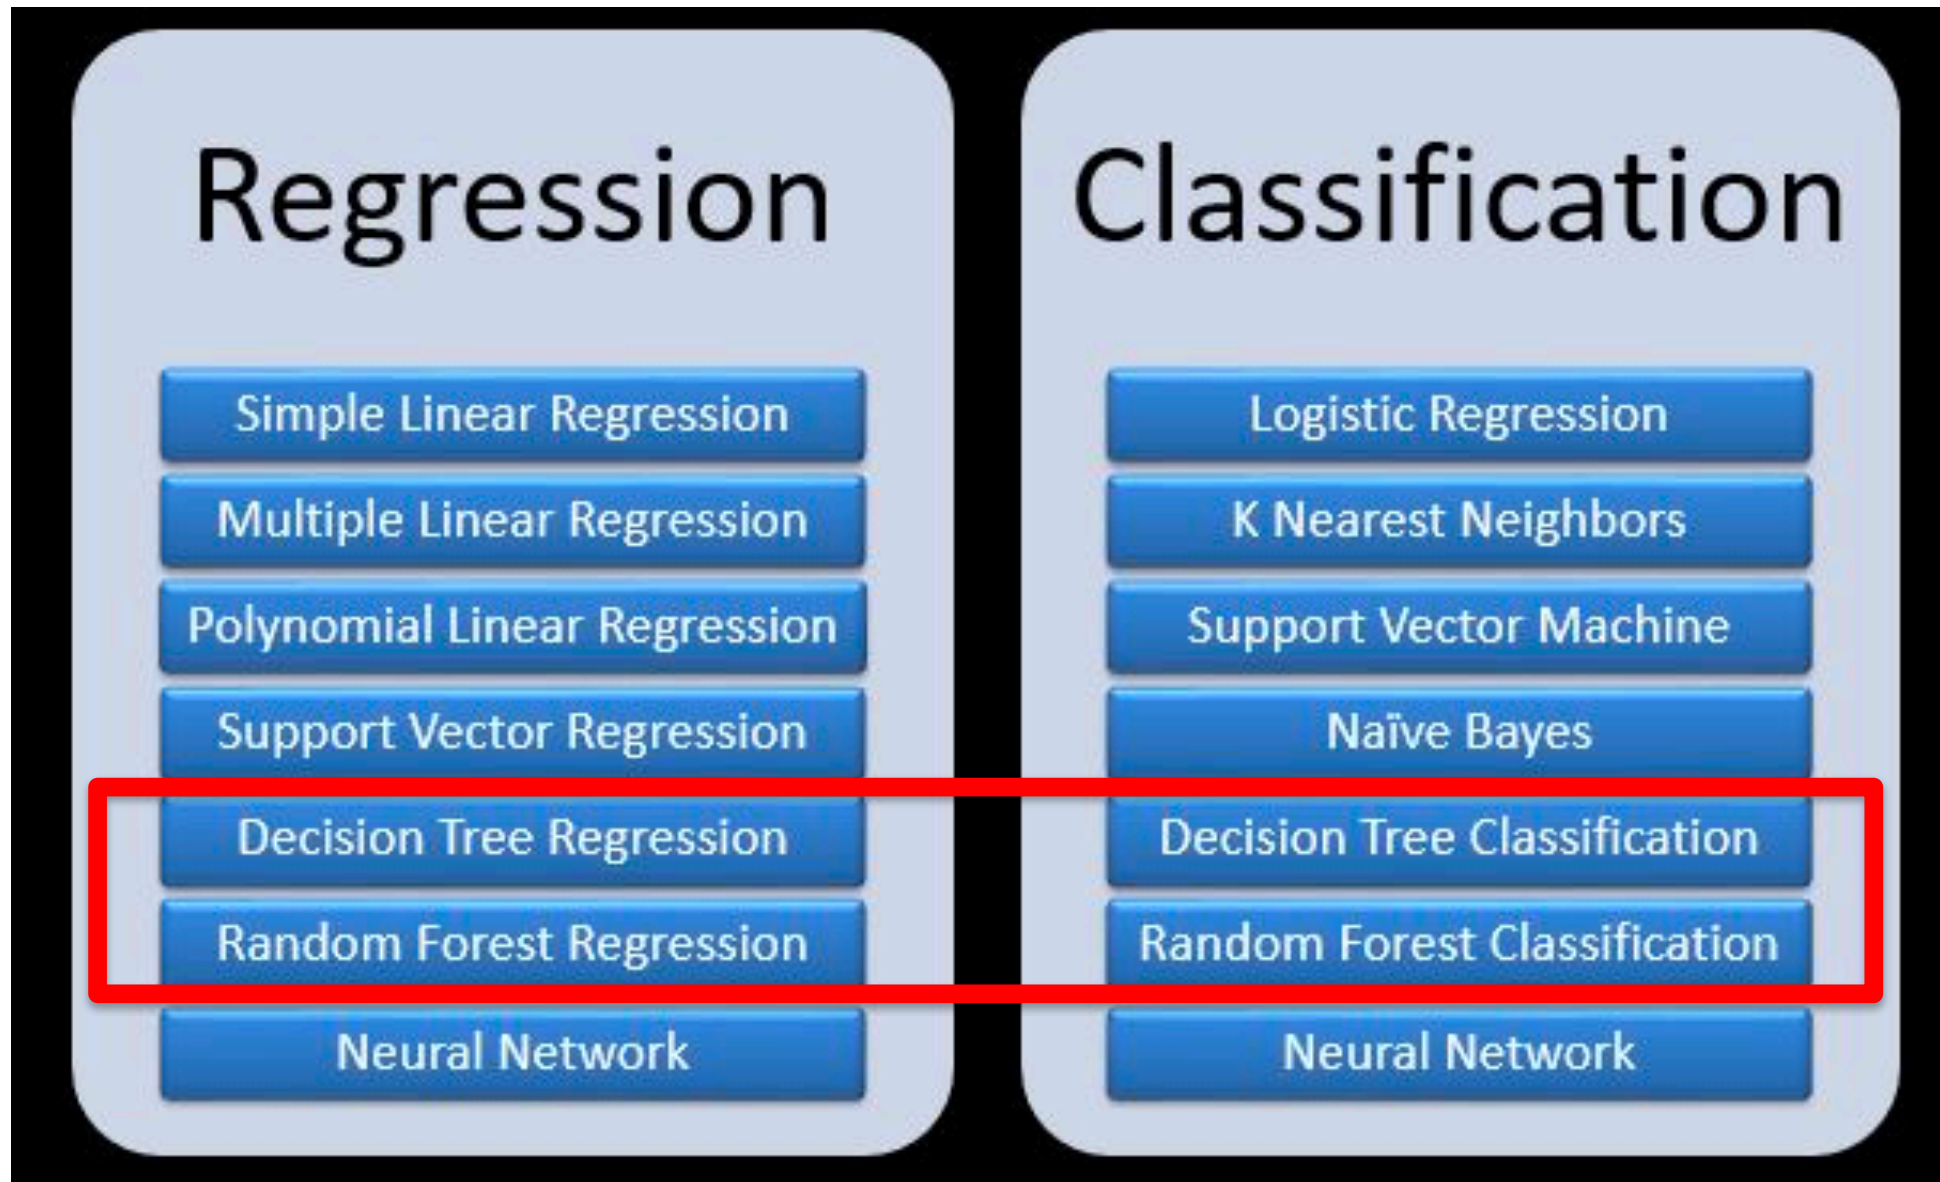 Regression
Simple Linear Regression
Multiple Linear Regression
Polynomial Linear Regression
Support Vector Regression
Decision Tree Regression
Random Forest Regression
Neural Network
Classification
Logistic Regression
K Nearest Neighbors
Support Vector Machine
Naïve Bayes
Decision Tree Classification
Random Forest Classification
Neural Network